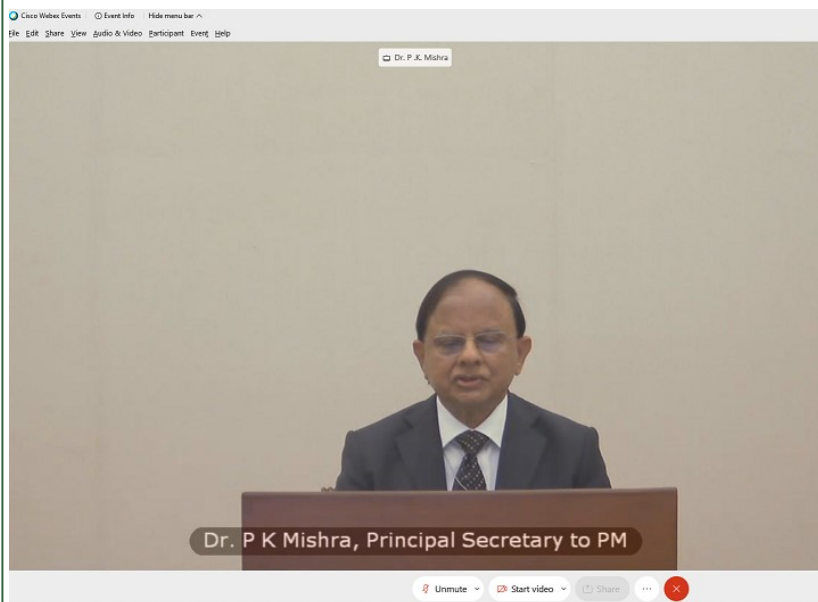 Cisco Webex Events Event Info Hide menu bar
File Edit Share View Audio & Video Participant Event Help
Dr. P .K. Mishra
Dr. P K Mishra, Principal Secretary to PM
Unmute Start video Share ...